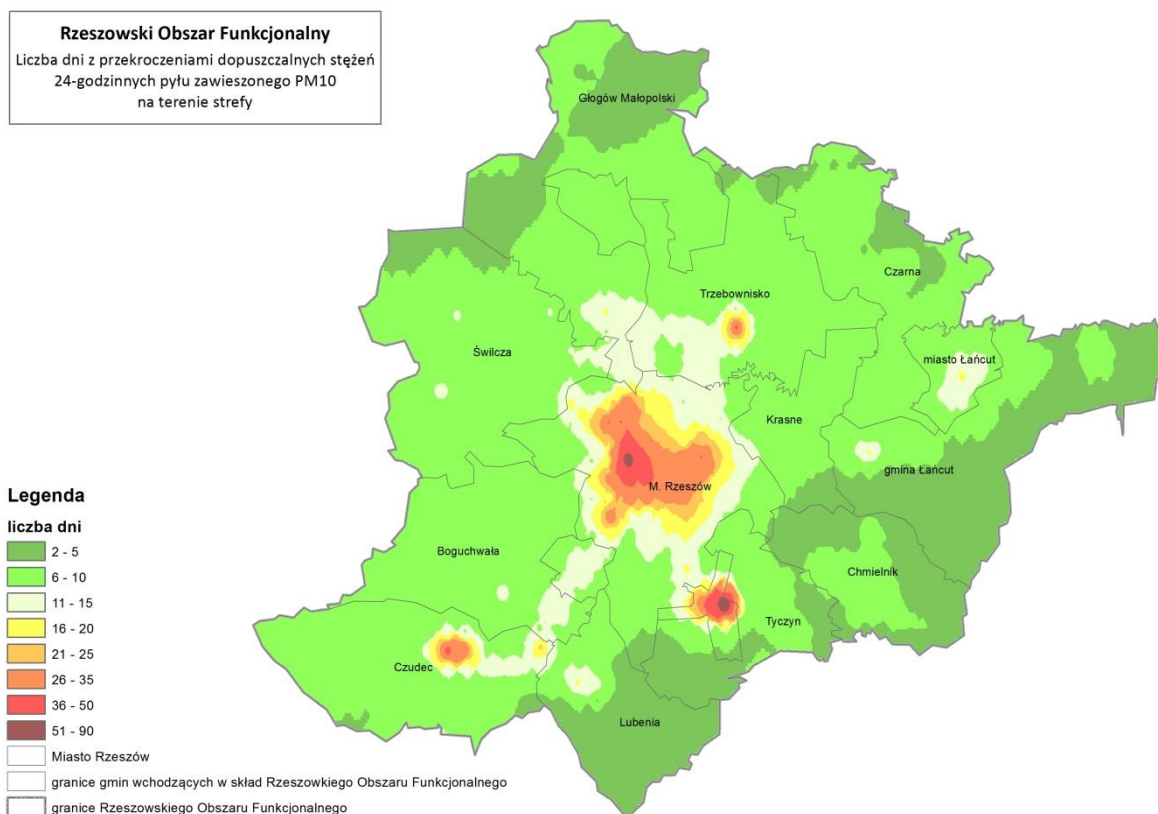 Rzeszowski Obszar Funkcjonalny
Liczba dni z przekroczeniami dopuszczalnych stężeń
24-godzinnych pyłu zawieszonego PM10
na terenie strefy
Głogów Małopolski
Czarna
Trzebownisko
Świlcza
miasto Łańcut
Krasne
gmina Łańcut
M. Rzeszów
Boguchwała
Chmielnik
Tyczyn
Czudec
Lubenia
Legenda
liczba dni
2 - 5
6 - 10
11 - 15
16 - 20
21 - 25
26 - 35
36 - 50
51 - 90
Miasto Rzeszów
granice gmin wchodzących w skład Rzeszowkiego Obszaru Funkcjonalnego
granice Rzeszowskiego Obszaru Funkcjonalnego